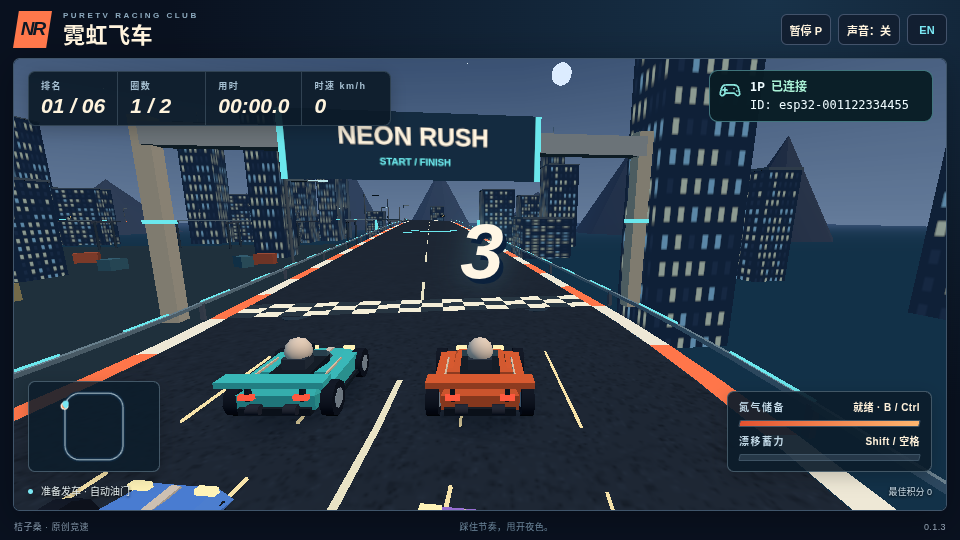 NR
PURETV RACING CLUB
霓虹飞车
暂停 P
声音：关
EN
排名
01 / 06
圈数
1 / 2
用时
00:00.0
时速 km/h
0
1P 已连接
ID: esp32-001122334455
NEON RUSH
START / FINISH
3
氮气储备
就绪 · B / Ctrl
漂移蓄力
Shift / 空格
准备发车 · 自动油门
最佳积分 0
桔子桑 · 原创竞速
踩住节奏，甩开夜色。
0.1.3